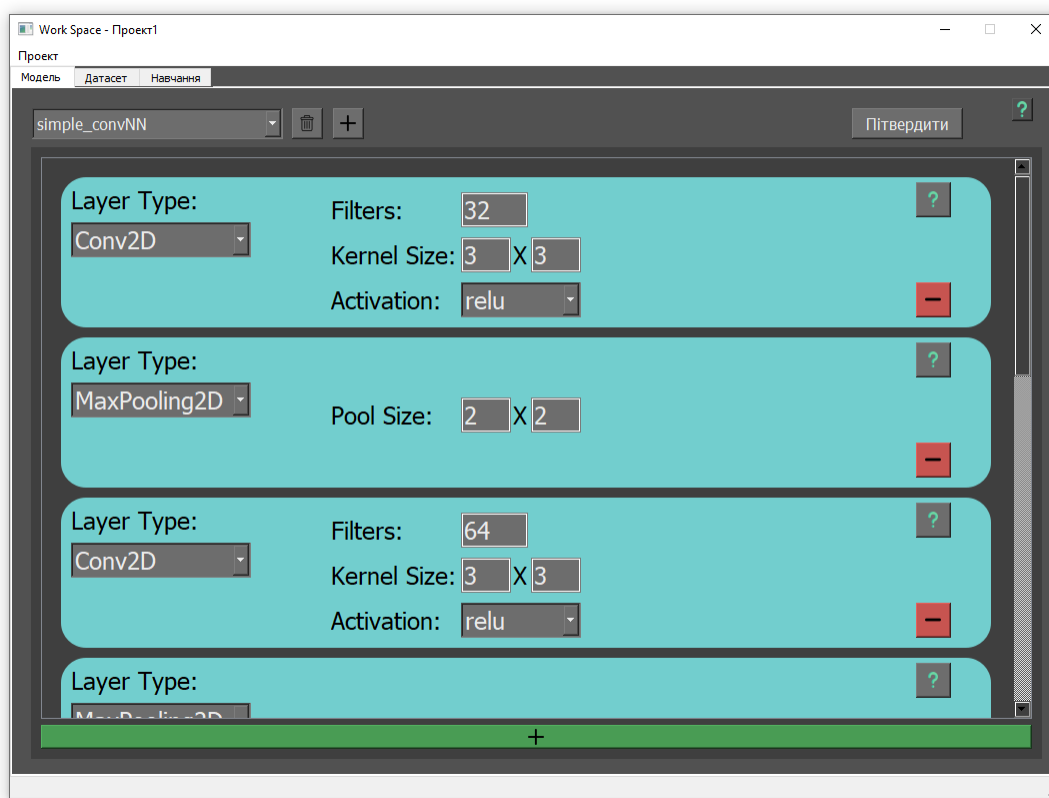 Work Space - Проект1
Проект
Модель Датасет Навчання
simple_convNN + Пітвердити ?
Layer Type: ?
Conv2D
Filters: 32
Kernel Size: 3 X 3
Activation: relu
Layer Type: ?
MaxPooling2D
Pool Size: 2 X 2
Layer Type: ?
Conv2D
Filters: 64
Kernel Size: 3 X 3
Activation: relu
Layer Type: ?
MaxPooling2D
+